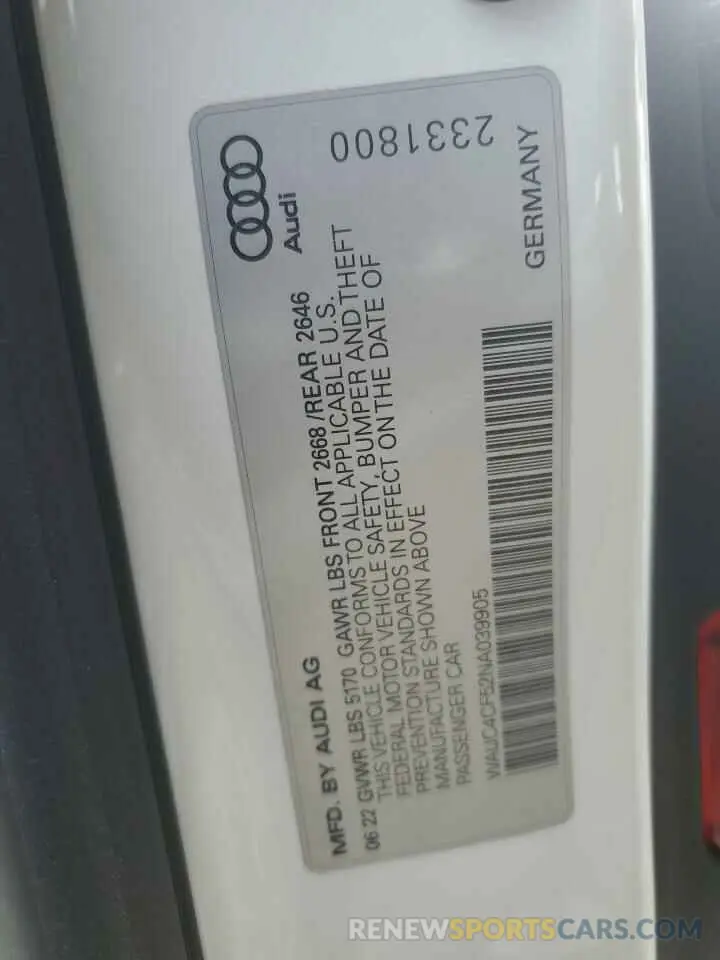 Audi
2331800
MFD. BY AUDI AG
06 22 GVWR LBS 5170 GAWR LBS FRONT 2668 /REAR 2646
THIS VEHICLE CONFORMS TO ALL APPLICABLE U.S.
FEDERAL MOTOR VEHICLE SAFETY, BUMPER AND THEFT
PREVENTION STANDARDS IN EFFECT ON THE DATE OF
MANUFACTURE SHOWN ABOVE
PASSENGER CAR
WAUC4CF52NA039905
GERMANY
RENEWSPORTSCARS.COM